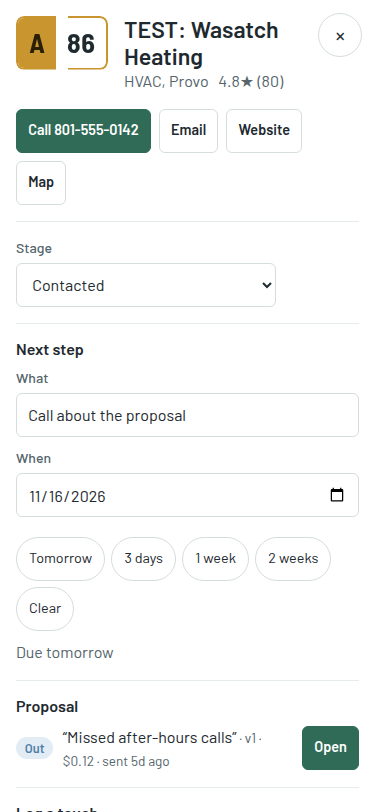 A 86
TEST: Wasatch
Heating
HVAC, Provo 4.8★ (80)
×
Call 801-555-0142 Email Website
Map
Stage
Contacted
Next step
What
Call about the proposal
When
11/16/2026
Tomorrow 3 days 1 week 2 weeks
Clear
Due tomorrow
Proposal
Out “Missed after-hours calls” · v1 ·
$0.12 · sent 5d ago
Open